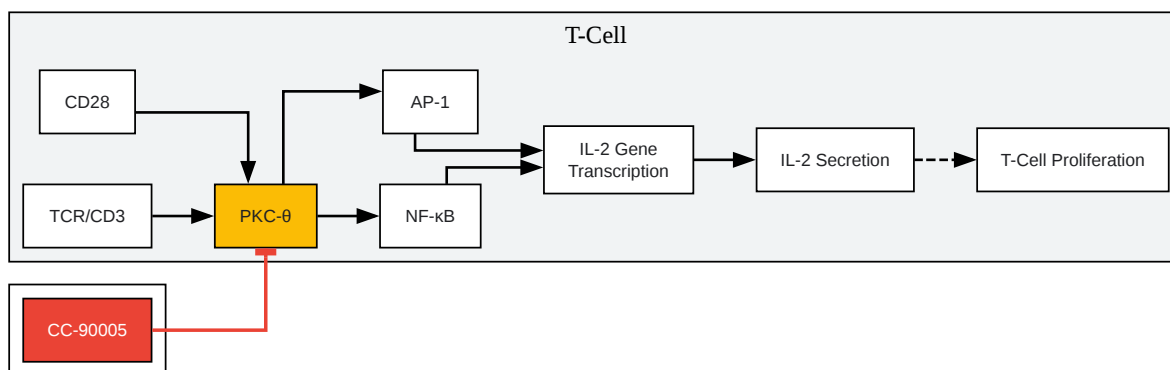 T-Cell
CD28
AP-1
IL-2 Gene
Transcription
IL-2 Secretion
T-Cell Proliferation
TCR/CD3
PKC-θ
NF-κB
CC-90005